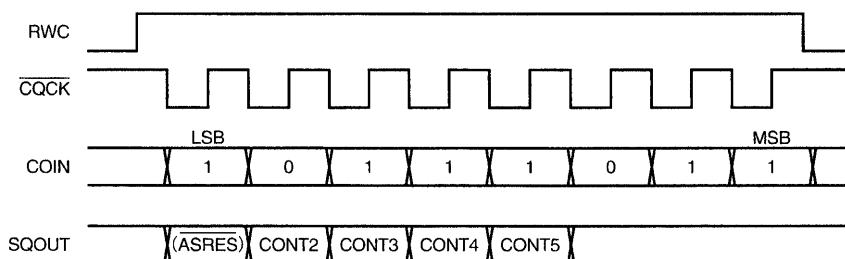 RWC
CQCK
LSB MSB
COIN 1 0 1 1 1 0 1 1
SQOUT (ASRES) CONT2 CONT3 CONT4 CONT5